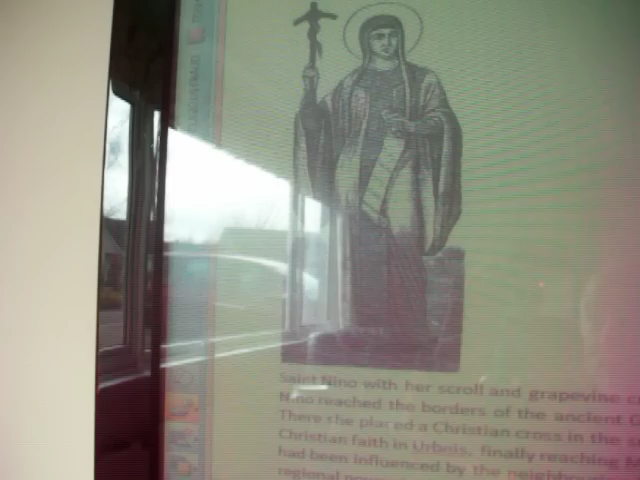 Saint Nino with her scroll and grapevine
Nino reached the borders of the ancient
There she placed a Christian cross in the
Christian faith in Urbnis, finally reaching
had been influenced by the
regional